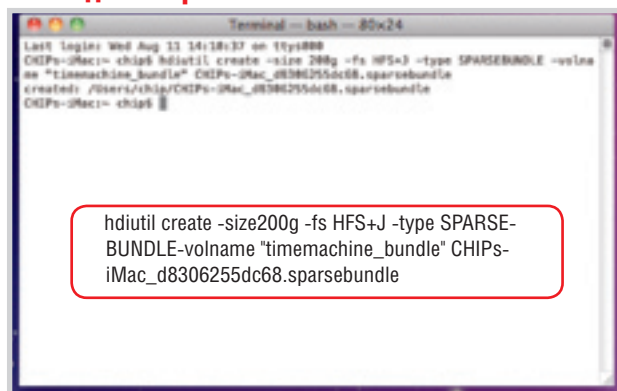 Terminal — bash — 80x24
Last login: Wed Aug 11 14:18:37 on ttys000
CHIPs-iMac:~ chip$ hdiutil create -size 200g -fs HFS+J -type SPARSEBUNDLE -volna
me "timemachine_bundle" CHIPs-iMac_d8306255dc68.sparsebundle
created: /Users/chip/CHIPs-iMac_d8306255dc68.sparsebundle
CHIPs-iMac:~ chip$
hdiutil create -size200g -fs HFS+J -type SPARSE-
BUNDLE-volname "timemachine_bundle" CHIPs-
iMac_d8306255dc68.sparsebundle